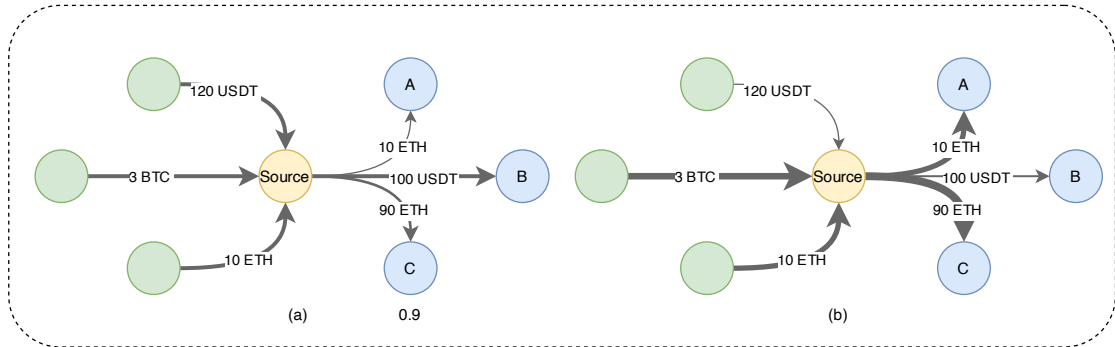 120 USDT
A
10 ETH
3 BTC
Source
100 USDT
B
90 ETH
10 ETH
C
(a)
0.9
120 USDT
A
10 ETH
3 BTC
Source
100 USDT
B
90 ETH
10 ETH
C
(b)